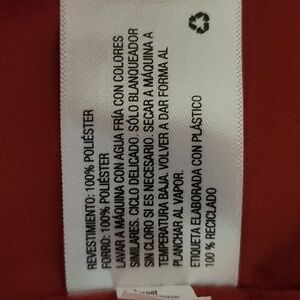 REVESTIMIENTO: 100% POLIÉSTER
FORRO: 100% POLIÉSTER
LAVAR A MÁQUINA CON AGUA FRÍA CON COLORES
SIMILARES. CICLO DELICADO. SÓLO BLANQUEADOR
SIN CLORO SI ES NECESARIO. SECAR A MÁQUINA A
TEMPERATURA BAJA. VOLVER A DAR FORMA AL
PLANCHAR AL VAPOR.
ETIQUETA ELABORADA CON PLÁSTICO
100 % RECICLADO